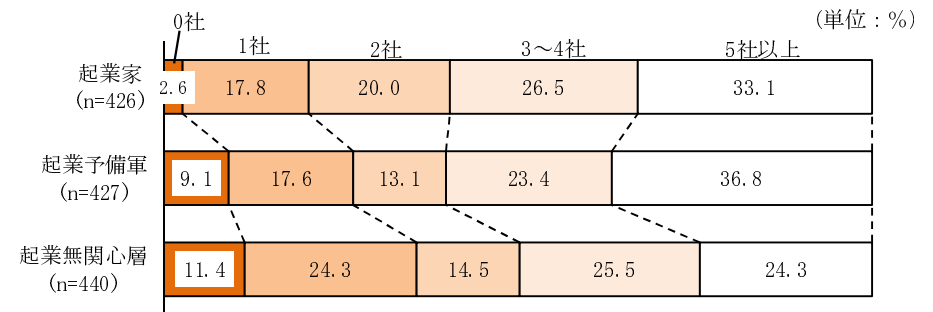 (単位：%)
0社
1社
2社
3～4社
5社以上
起業家
(n=426)
2.6
17.8
20.0
26.5
33.1
起業予備軍
(n=427)
9.1
17.6
13.1
23.4
36.8
起業無関心層
(n=440)
11.4
24.3
14.5
25.5
24.3